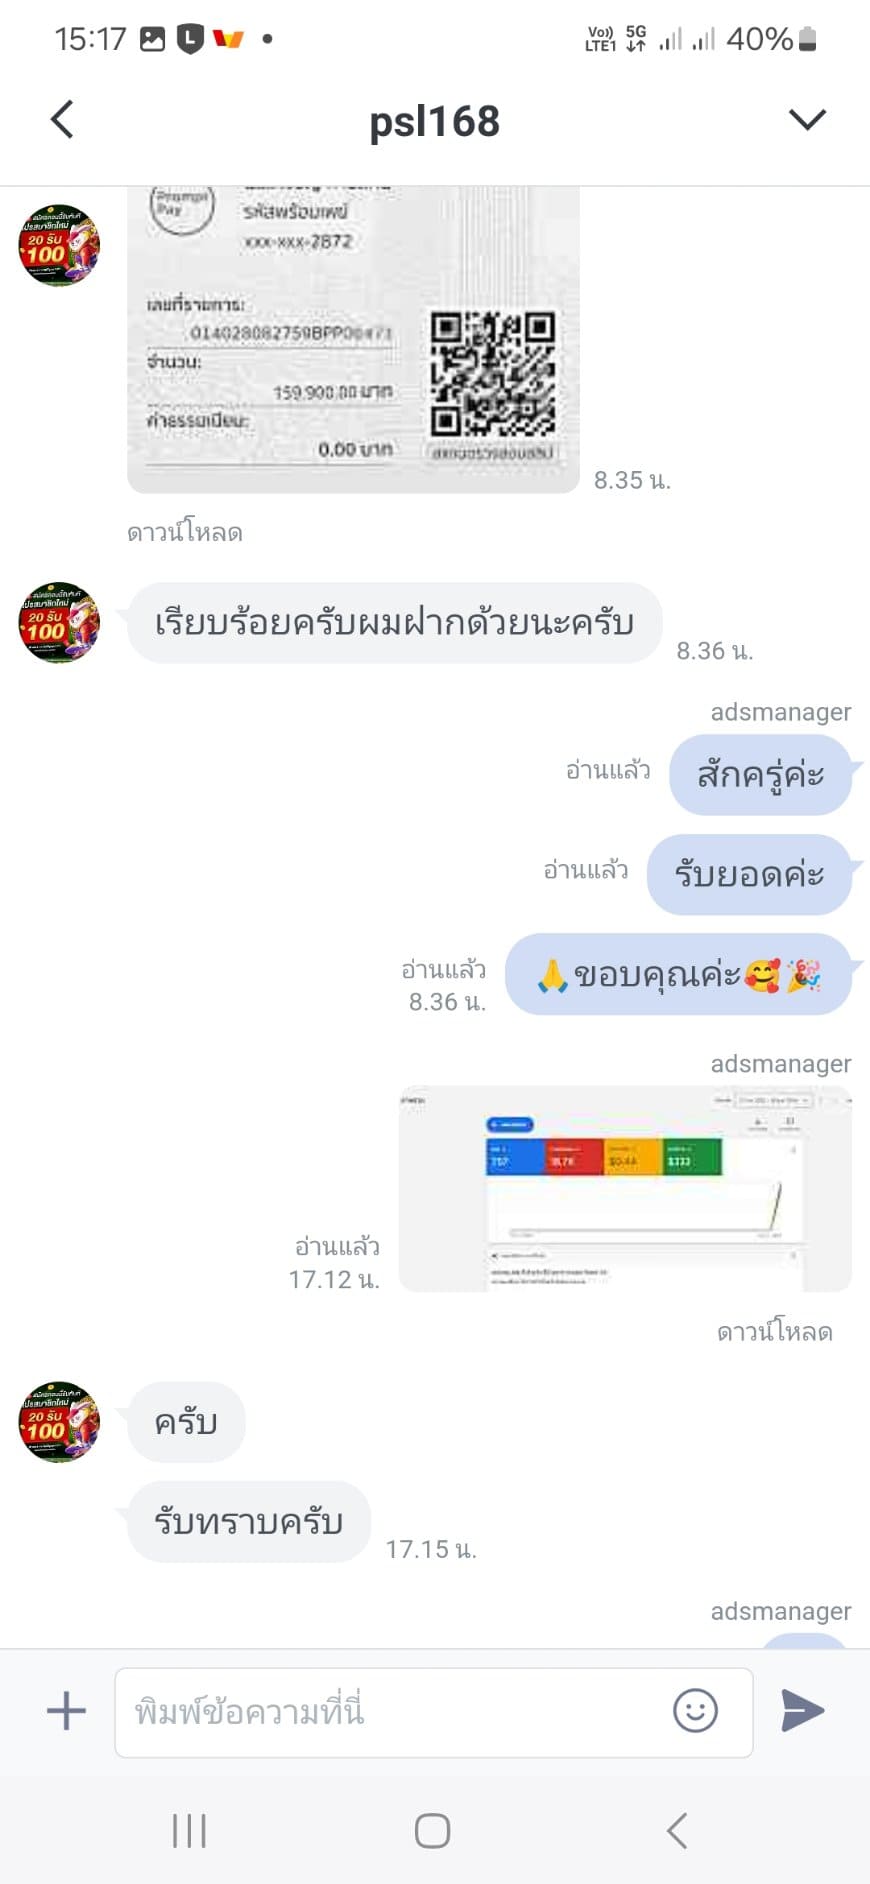 15:17
Vo))
LTE1
5G
40%
psl168
Prompt
Pay
รหัสพร้อมเพย์
xxx-xxx-2872
เลขที่รายการ:
จำนวน:
159,900.00 บาท
ค่าธรรมเนียม:
0.00 บาท
สแกนตรวจสอบสลิป
8.35 น.
ดาวน์โหลด
20 รับ
100
เรียบร้อยครับผมฝากด้วยนะครับ
8.36 น.
adsmanager
อ่านแล้ว
สักครู่ค่ะ
อ่านแล้ว
รับยอดค่ะ
อ่านแล้ว
8.36 น.
🙏ขอบคุณค่ะ🥰🎉
adsmanager
อ่านแล้ว
17.12 น.
ดาวน์โหลด
20 รับ
100
ครับ
รับทราบครับ
17.15 น.
adsmanager
พิมพ์ข้อความที่นี่